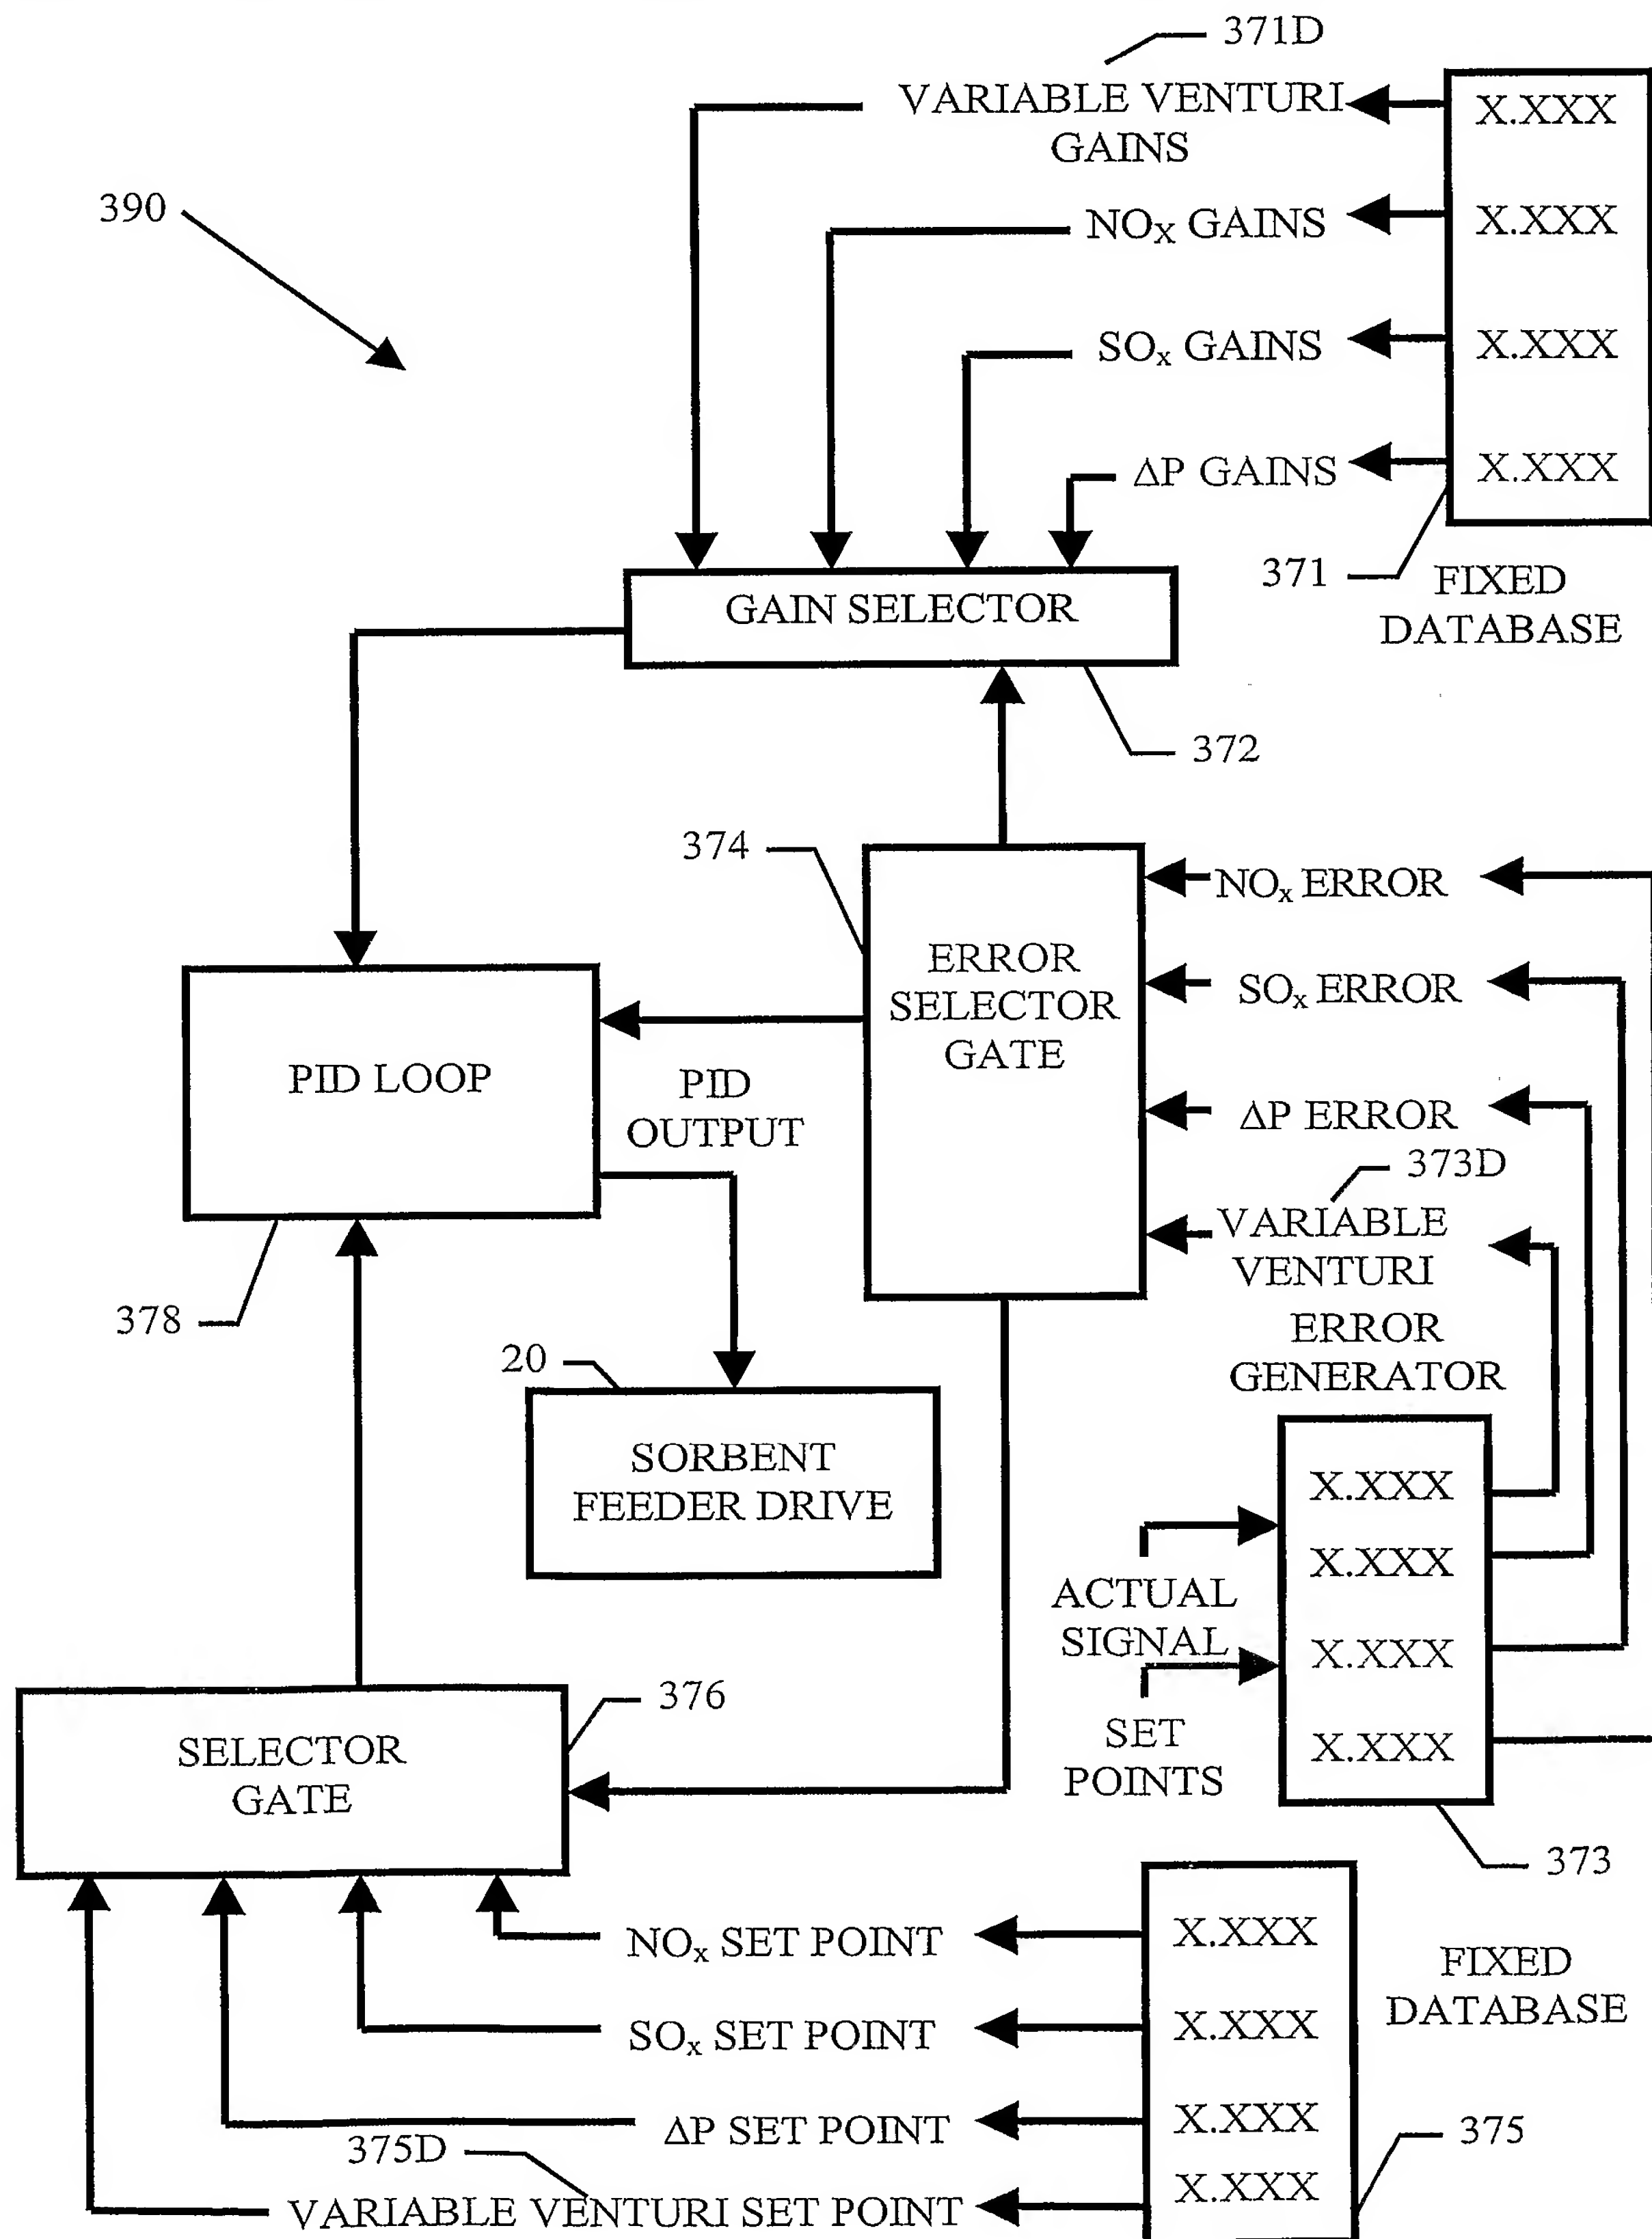 371D
VARIABLE VENTURI
GAINS
X.XXX
390
NOX GAINS
X.XXX
SOx GAINS
X.XXX
ΔP GAINS
X.XXX
371
FIXED
DATABASE
GAIN SELECTOR
372
374
NOx ERROR
ERROR
SELECTOR
GATE
SOx ERROR
PID LOOP
PID
OUTPUT
ΔP ERROR
373D
VARIABLE
VENTURI
378
ERROR
GENERATOR
20
SORBENT
FEEDER DRIVE
X.XXX
X.XXX
ACTUAL
SIGNAL
X.XXX
376
SET
POINTS
X.XXX
SELECTOR
GATE
373
NOx SET POINT
X.XXX
FIXED
DATABASE
SOx SET POINT
X.XXX
ΔP SET POINT
X.XXX
375
375D
VARIABLE VENTURI SET POINT
X.XXX